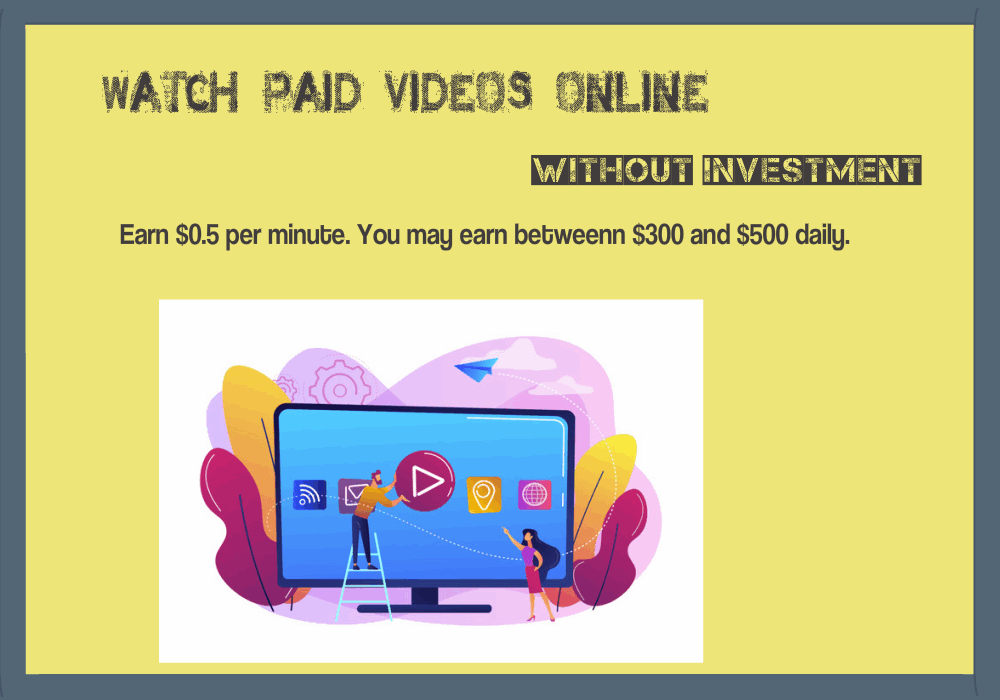 WATCH PAID VIDEOS ONLINE
WITHOUT INVESTMENT
Earn $0.5 per minute. You may earn betweenn $300 and $500 daily.